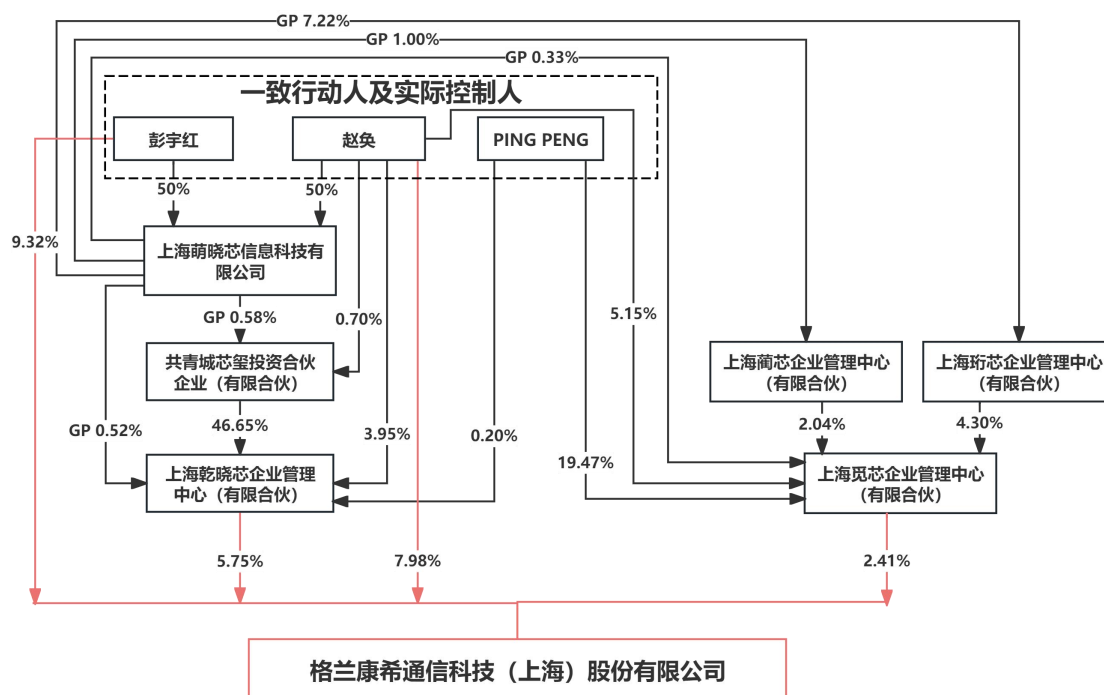 GP 7.22%
GP 1.00%
GP 0.33%
一致行动人及实际控制人
彭宇红
赵奂
PING PENG
50%
50%
9.32%
上海萌晓芯信息科技有
限公司
GP 0.58%
0.70%
5.15%
共青城芯玺投资合伙
企业（有限合伙）
上海蔺芯企业管理中心
（有限合伙）
上海珩芯企业管理中心
（有限合伙）
GP 0.52%
46.65%
3.95%
0.20%
19.47%
2.04%
4.30%
上海乾晓芯企业管理
中心（有限合伙）
上海觅芯企业管理中心
（有限合伙）
5.75%
7.98%
2.41%
格兰康希通信科技（上海）股份有限公司